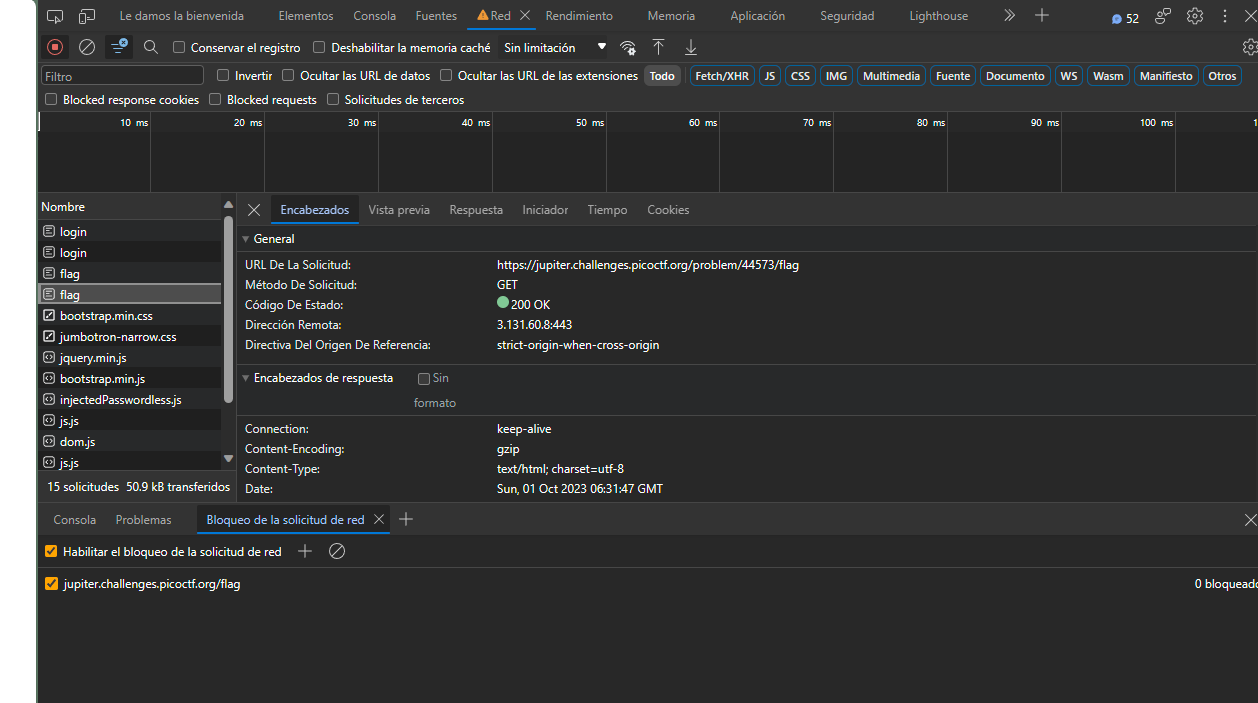 Le damos la bienvenida Elementos Consola Fuentes Red Rendimiento Memoria Aplicación Seguridad Lighthouse 52
Conservar el registro Deshabilitar la memoria caché Sin limitación
Filtro Invertir Ocultar las URL de datos Ocultar las URL de las extensiones Todo Fetch/XHR JS CSS IMG Multimedia Fuente Documento WS Wasm Manifiesto Otros
Blocked response cookies Blocked requests Solicitudes de terceros
10 ms 20 ms 30 ms 40 ms 50 ms 60 ms 70 ms 80 ms 90 ms 100 ms 1
Nombre
login
login
flag
flag
bootstrap.min.css
jumbotron-narrow.css
jquery.min.js
bootstrap.min.js
injectedPasswordless.js
js.js
dom.js
js.js
15 solicitudes 50.9 kB transferidos
Encabezados Vista previa Respuesta Iniciador Tiempo Cookies
General
URL De La Solicitud: https://jupiter.challenges.picoctf.org/problem/44573/flag
Método De Solicitud: GET
Código De Estado: 200 OK
Dirección Remota: 3.131.60.8:443
Directiva Del Origen De Referencia: strict-origin-when-cross-origin
Encabezados de respuesta Sin
formato
Connection: keep-alive
Content-Encoding: gzip
Content-Type: text/html; charset=utf-8
Date: Sun, 01 Oct 2023 06:31:47 GMT
Consola Problemas Bloqueo de la solicitud de red
Habilitar el bloqueo de la solicitud de red
jupiter.challenges.picoctf.org/flag 0 bloqueado